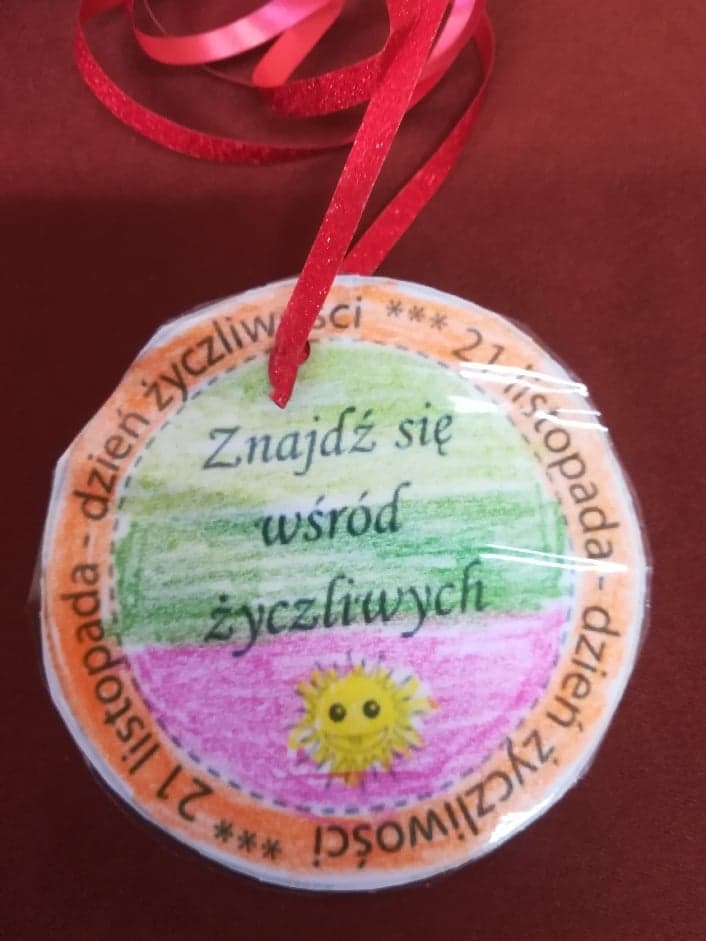 21 listopada - dzień życzliwości ***
21 listopada - dzień życzliwości ***
Znajdź się
wśród
życzliwych